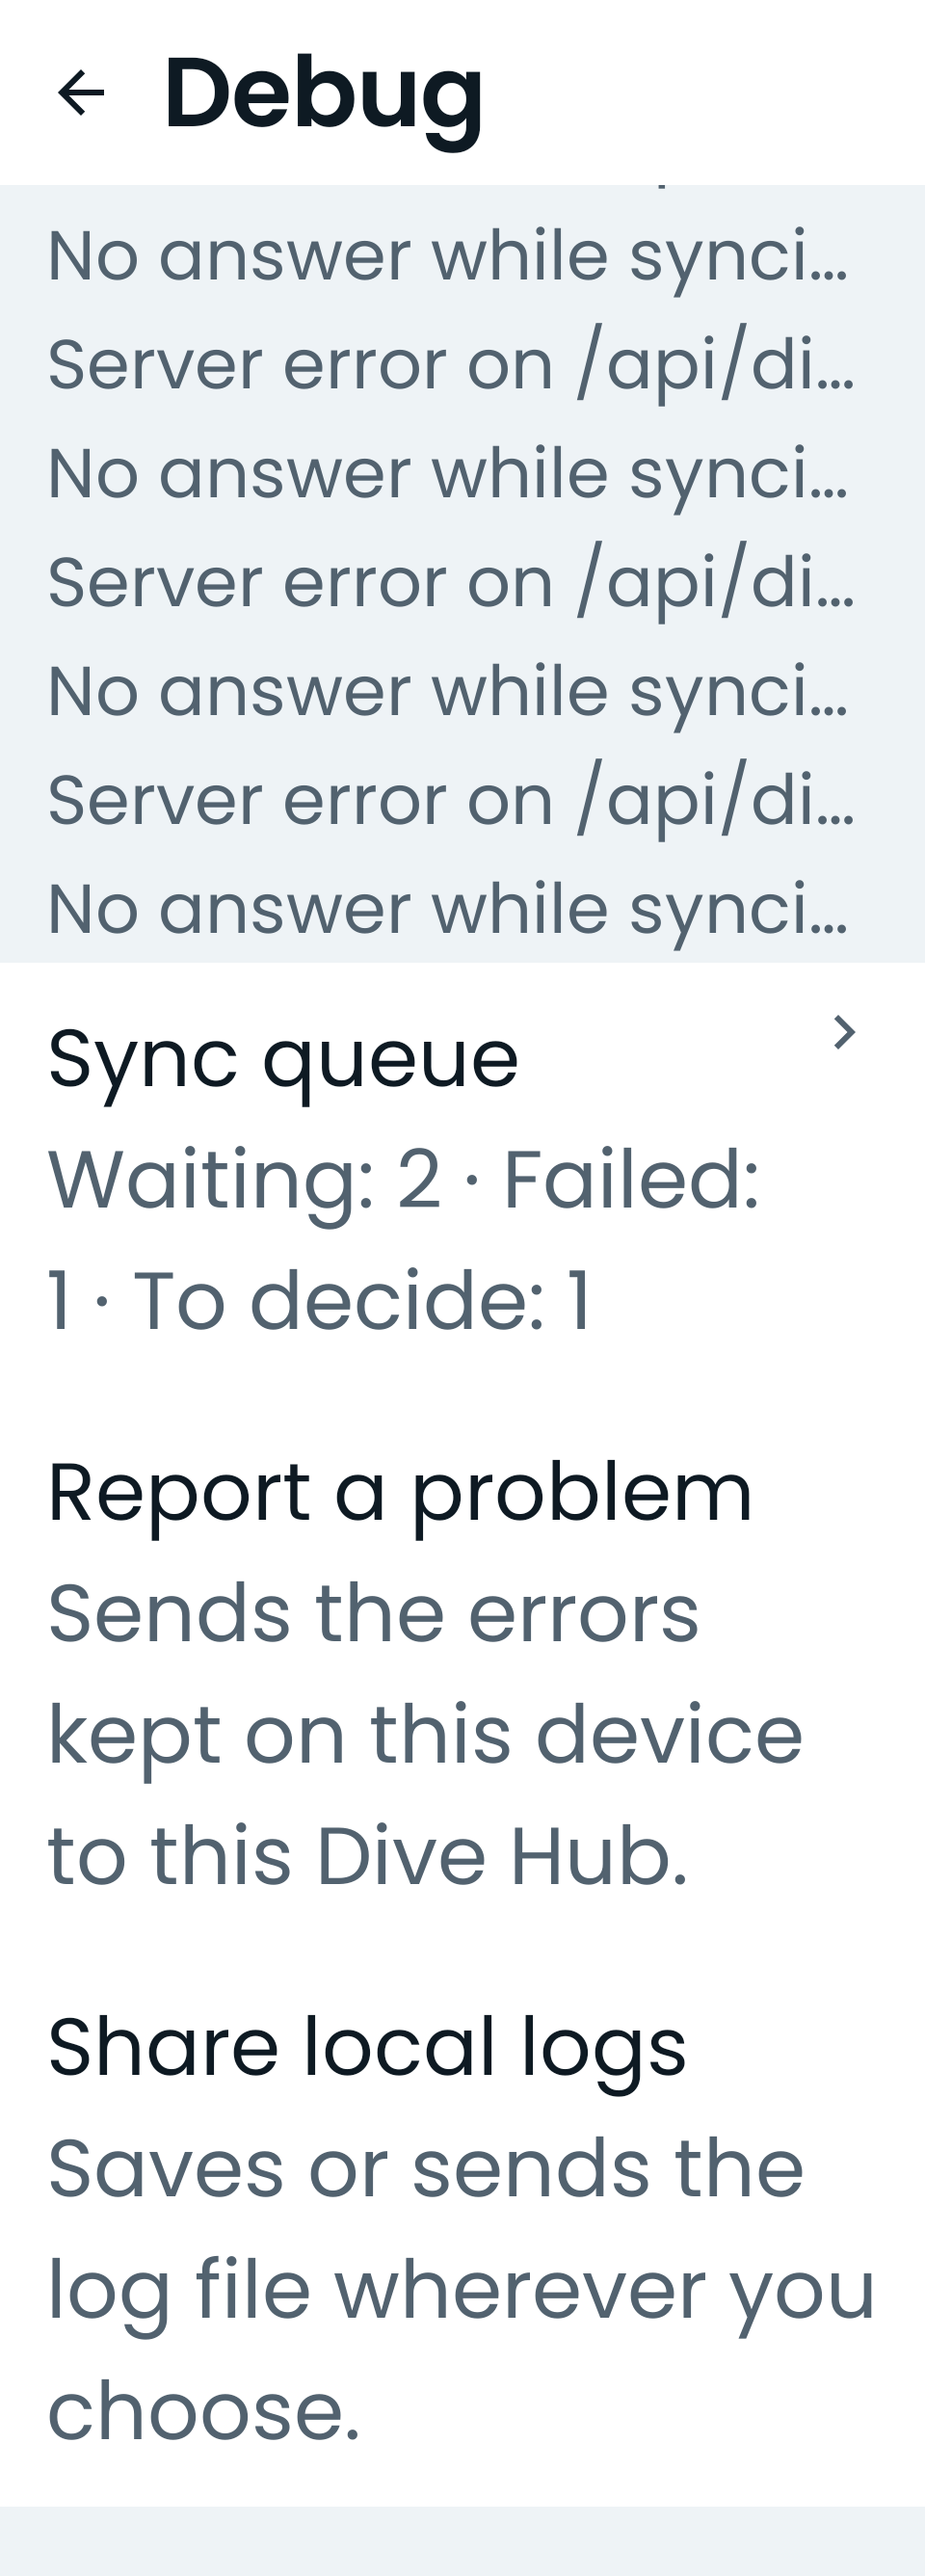 Debug
No answer while synci…
Server error on /api/di…
No answer while synci…
Server error on /api/di…
No answer while synci…
Server error on /api/di…
No answer while synci…
Sync queue
Waiting: 2 · Failed:
1 · To decide: 1
Report a problem
Sends the errors
kept on this device
to this Dive Hub.
Share local logs
Saves or sends the
log file wherever you
choose.